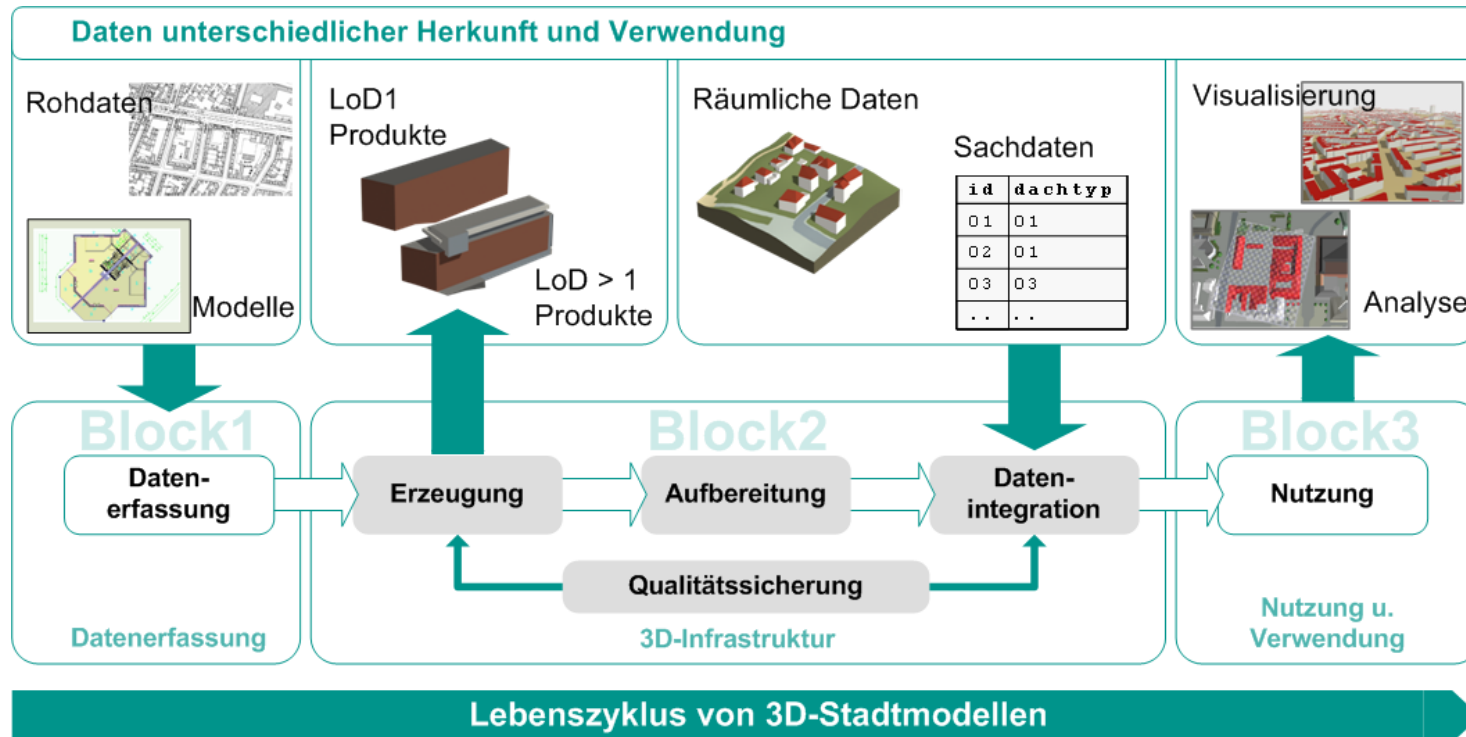 Daten unterschiedlicher Herkunft und Verwendung
Rohdaten
Modelle
LoD1
Produkte
LoD > 1
Produkte
Räumliche Daten
Sachdaten
id dachtyp
01 01
02 01
03 03
.. ..
Visualisierung
Analyse
Block1
Daten-
erfassung
Datenerfassung
Block2
Erzeugung
Aufbereitung
Daten-
integration
Qualitätssicherung
3D-Infrastruktur
Block3
Nutzung
Nutzung u.
Verwendung
Lebenszyklus von 3D-Stadtmodellen